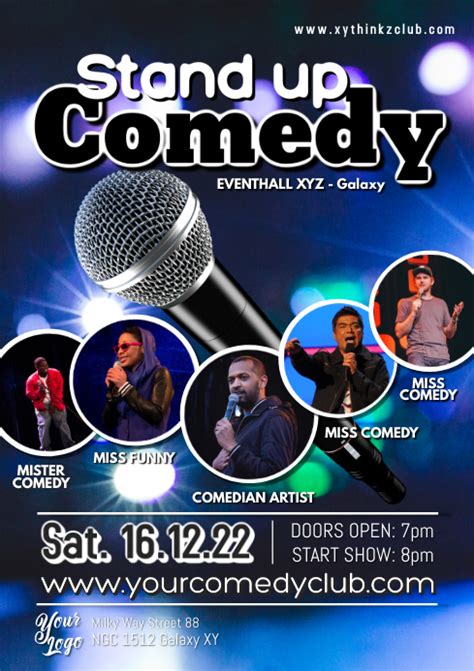 www.xythinkzclub.com
Stand up
Comedy
EVENTHALL XYZ - Galaxy
MISS
COMEDY
MISS COMEDY
MISS FUNNY
MISTER
COMEDY
COMEDIAN ARTIST
Sat. 16.12.22
DOORS OPEN: 7pm
START SHOW: 8pm
www.yourcomedyclub.com
Your
Logo
Milky Way Street 88
NGC 1512 Galaxy XY